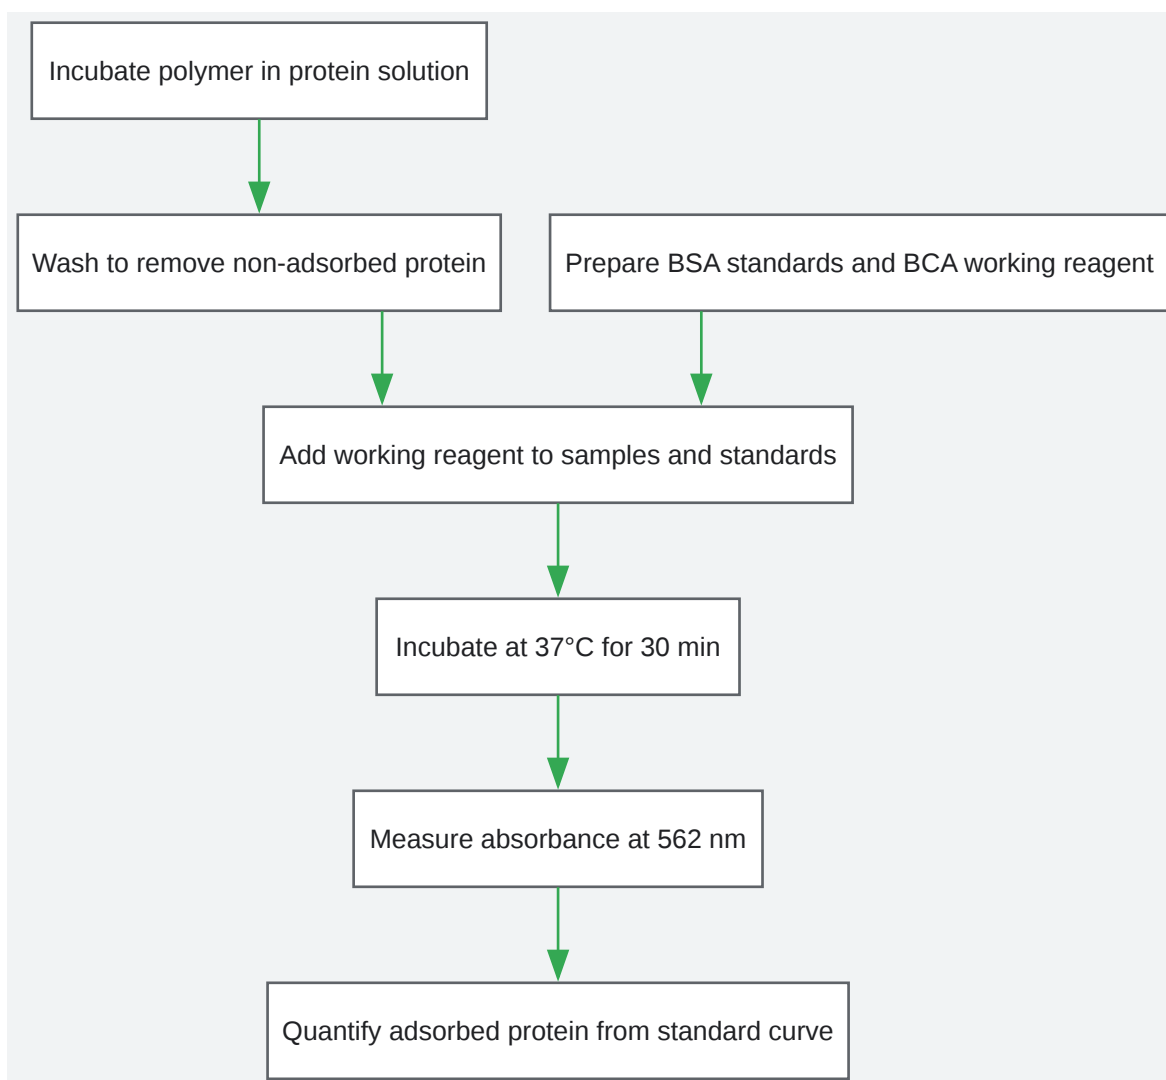 Incubate polymer in protein solution
Wash to remove non-adsorbed protein
Prepare BSA standards and BCA working reagent
Add working reagent to samples and standards
Incubate at 37°C for 30 min
Measure absorbance at 562 nm
Quantify adsorbed protein from standard curve